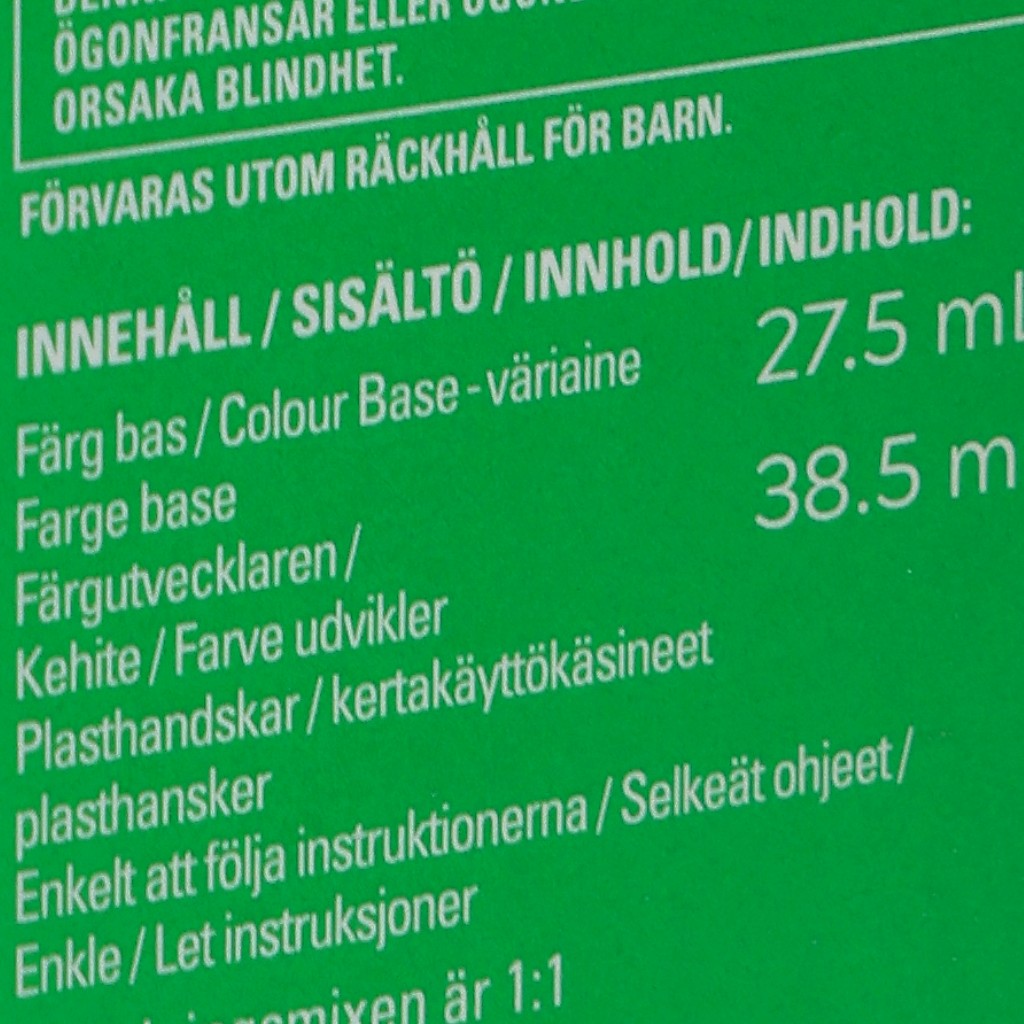 ÖGONFRANSAR ELLER
ORSAKA BLINDHET.
FÖRVARAS UTOM RÄCKHÅLL FÖR BARN.
INNEHÅLL / SISÄLTÖ / INNHOLD/INDHOLD:
Färg bas / Colour Base - väriaine 27.5 ml
Farge base
Färgutvecklaren / 38.5 m
Kehite / Farve udvikler
Plasthandskar / kertakäyttökäsineet
plasthansker
Enkelt att följa instruktionerna / Selkeät ohjeet /
Enkle / Let instruksjoner
är 1:1